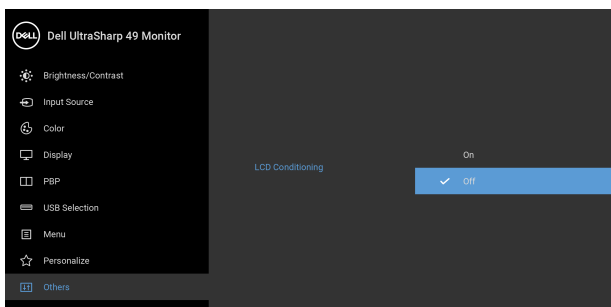 DELL
Dell UltraSharp 49 Monitor
Brightness/Contrast
Input Source
Color
Display
PBP
USB Selection
Menu
Personalize
Others
LCD Conditioning
On
Off